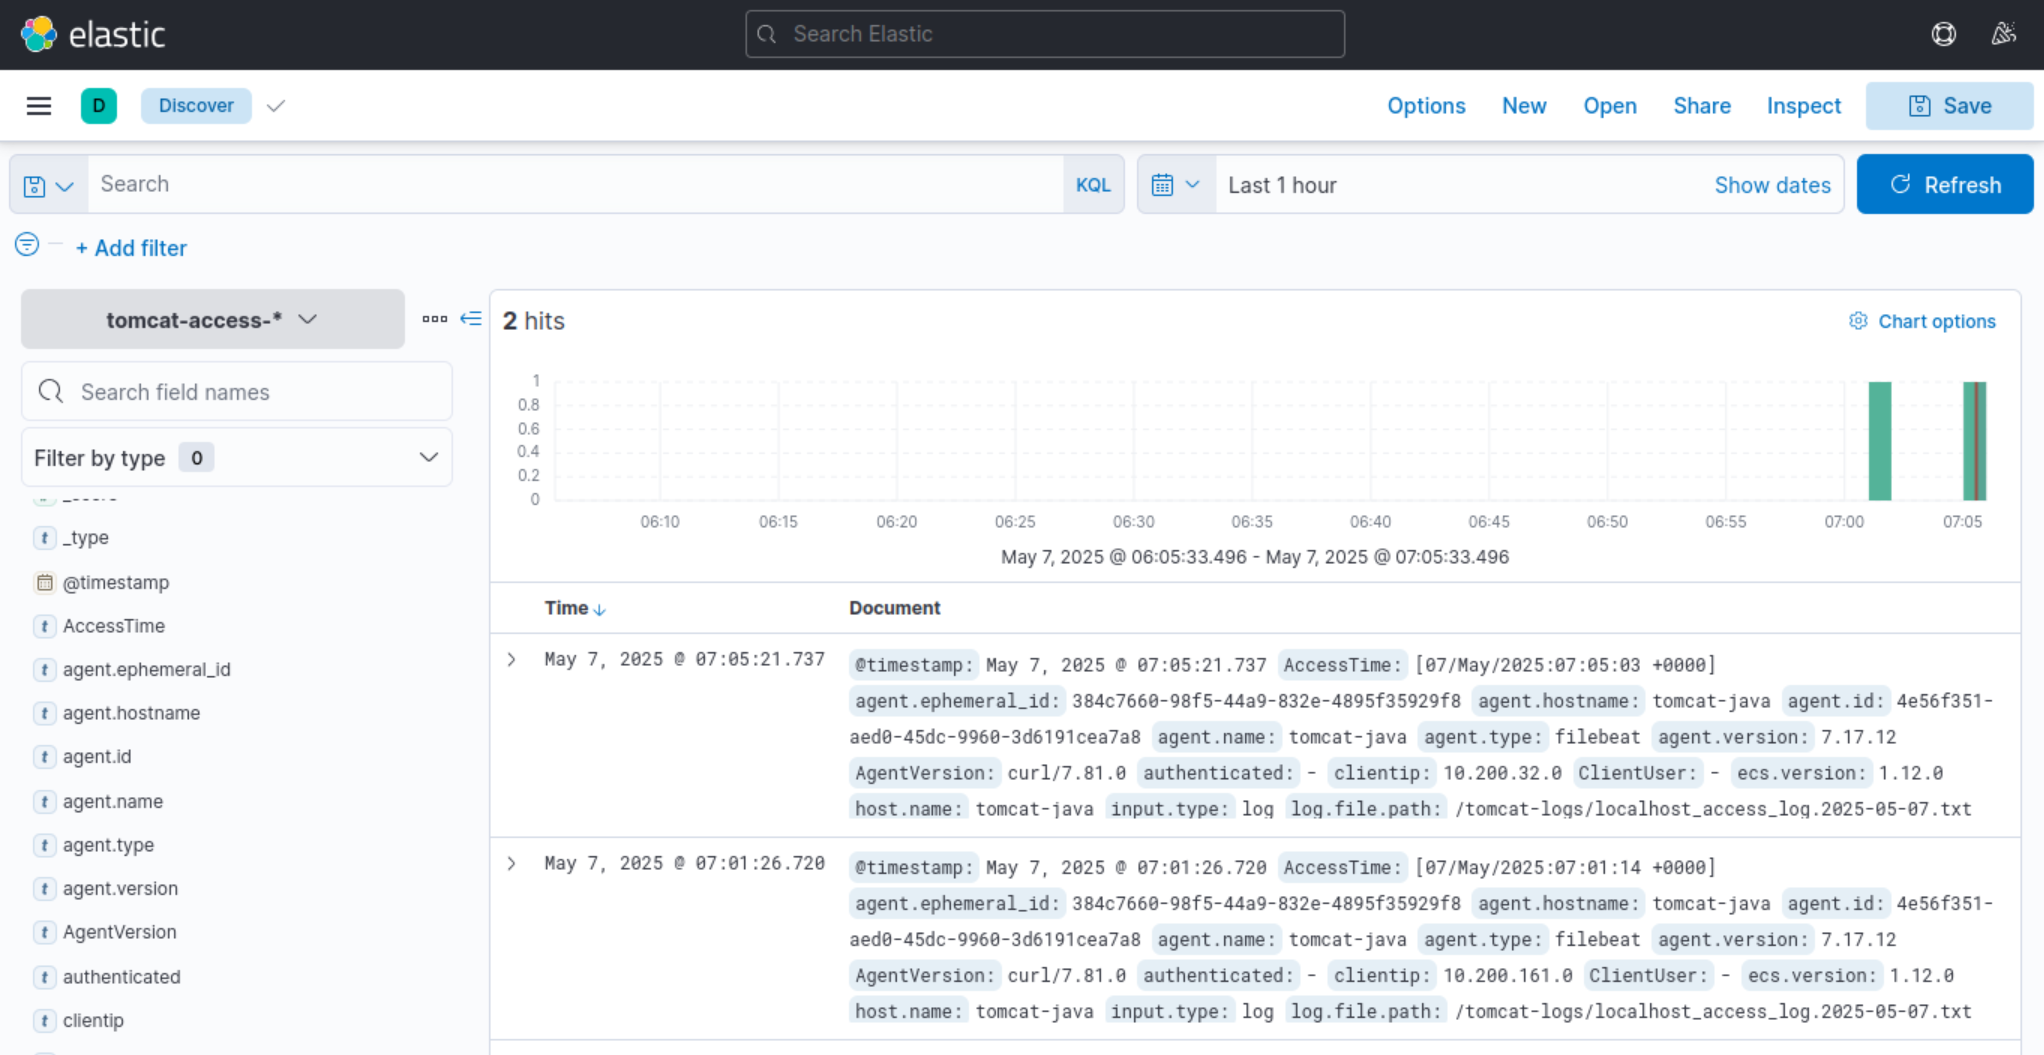 elastic
Search Elastic
D Discover
Options New Open Share Inspect Save
Search KQL
Last 1 hour Show dates Refresh
+ Add filter
tomcat-access-*
Search field names
Filter by type 0
t _type
@timestamp
t AccessTime
t agent.ephemeral_id
t agent.hostname
t agent.id
t agent.name
t agent.type
t agent.version
t AgentVersion
t authenticated
t clientip
2 hits
Chart options
1
0.8
0.6
0.4
0.2
0
06:10 06:15 06:20 06:25 06:30 06:35 06:40 06:45 06:50 06:55 07:00 07:05
May 7, 2025 @ 06:05:33.496 - May 7, 2025 @ 07:05:33.496
Time Document
May 7, 2025 @ 07:05:21.737
@timestamp: May 7, 2025 @ 07:05:21.737 AccessTime: [07/May/2025:07:05:03 +0000]
agent.ephemeral_id: 384c7660-98f5-44a9-832e-4895f35929f8 agent.hostname: tomcat-java agent.id: 4e56f351-
aed0-45dc-9960-3d6191cea7a8 agent.name: tomcat-java agent.type: filebeat agent.version: 7.17.12
AgentVersion: curl/7.81.0 authenticated: - clientip: 10.200.32.0 ClientUser: - ecs.version: 1.12.0
host.name: tomcat-java input.type: log log.file.path: /tomcat-logs/localhost_access_log.2025-05-07.txt
May 7, 2025 @ 07:01:26.720
@timestamp: May 7, 2025 @ 07:01:26.720 AccessTime: [07/May/2025:07:01:14 +0000]
agent.ephemeral_id: 384c7660-98f5-44a9-832e-4895f35929f8 agent.hostname: tomcat-java agent.id: 4e56f351-
aed0-45dc-9960-3d6191cea7a8 agent.name: tomcat-java agent.type: filebeat agent.version: 7.17.12
AgentVersion: curl/7.81.0 authenticated: - clientip: 10.200.161.0 ClientUser: - ecs.version: 1.12.0
host.name: tomcat-java input.type: log log.file.path: /tomcat-logs/localhost_access_log.2025-05-07.txt